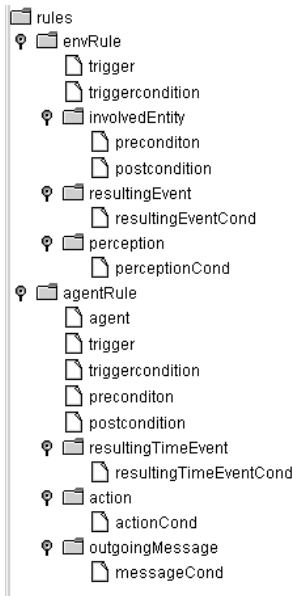 rules
envRule
trigger
triggercondition
involvedEntity
preconditon
postcondition
resultingEvent
resultingEventCond
perception
perceptionCond
agentRule
agent
trigger
triggercondition
preconditon
postcondition
resultingTimeEvent
resultingTimeEventCond
action
actionCond
outgoingMessage
messageCond